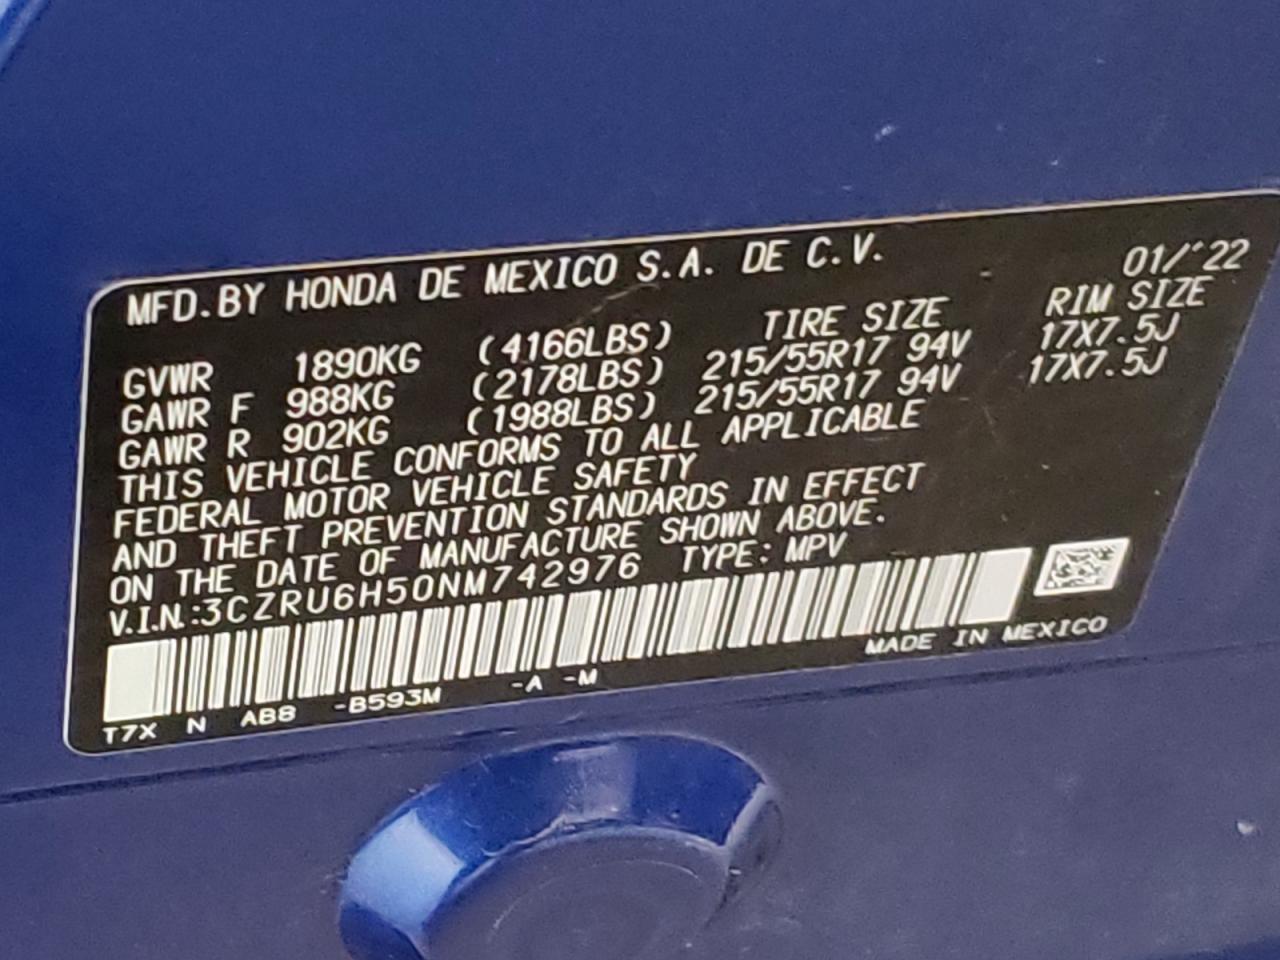 MFD. BY HONDA DE MEXICO S.A. DE C.V. 01/'22
TIRE SIZE RIM SIZE
GVWR 1890KG (4166LBS)
GAWR F 988KG (2178LBS) 215/55R17 94V 17X7.5J
GAWR R 902KG (1988LBS) 215/55R17 94V 17X7.5J
THIS VEHICLE CONFORMS TO ALL APPLICABLE
FEDERAL MOTOR VEHICLE SAFETY
AND THEFT PREVENTION STANDARDS IN EFFECT
ON THE DATE OF MANUFACTURE SHOWN ABOVE.
V.I.N.:3CZRU6H50NM742976 TYPE: MPV
MADE IN MEXICO
T7X N AB8 -B593M -A -M